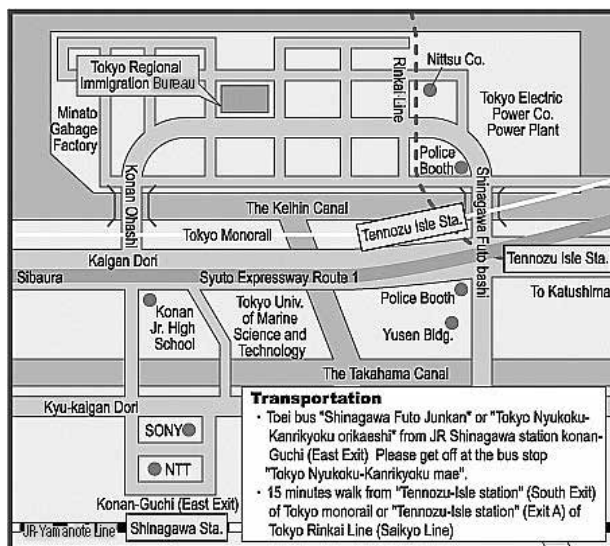 Tokyo Regional
Immigration Bureau
Rinkai Line
Nittsu Co.
Minato
Gabage
Factory
Tokyo Electric
Power Co.
Power Plant
Police
Booth
Konan Ohashi
Shinagawa Futo bashi
The Keihin Canal
Tennozu Isle Sta.
Tokyo Monorail
Tennozu Isle Sta.
Kaigan Dori
Sibaura
Syuto Expressway Route 1
To Katushima
Konan
Jr. High
School
Tokyo Univ.
of Marine
Science and
Technology
Police Booth
Yusen Bldg.
The Takahama Canal
Kyu-kaigan Dori
SONY
NTT
Konan-Guchi (East Exit)
JR-Yamanote Line
Shinagawa Sta.
Transportation
· Toei bus "Shinagawa Futo Junkan" or "Tokyo Nyukoku-
Kanrikyoku orikaeshi" from JR Shinagawa station konan-
Guchi (East Exit) Please get off at the bus stop
"Tokyo Nyukoku-Kanrikyoku mae".
· 15 minutes walk from "Tennozu-Isle station" (South Exit)
of Tokyo monorail or "Tennozu-Isle station" (Exit A) of
Tokyo Rinkai Line (Saikyo Line)